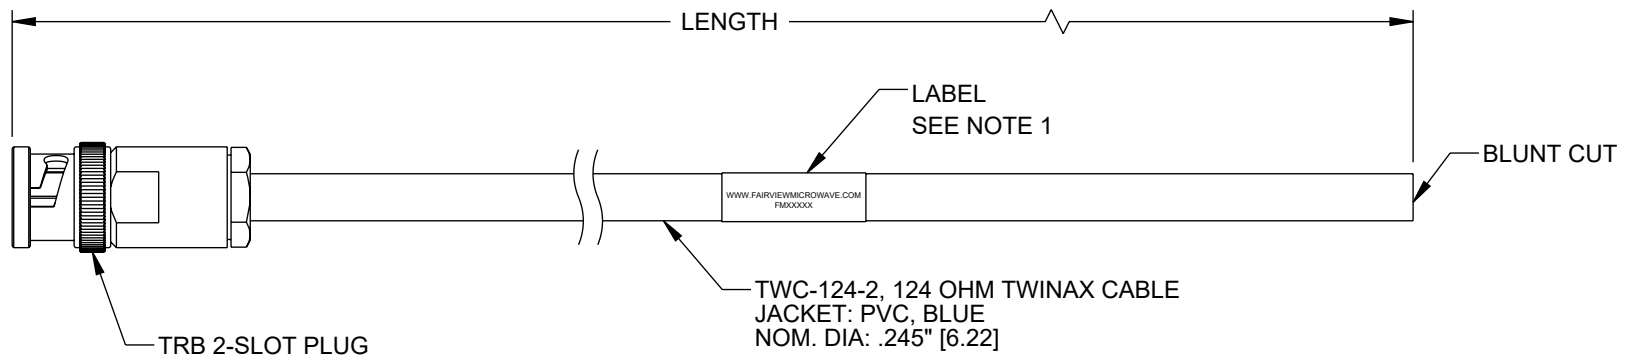 LENGTH
LABEL
SEE NOTE 1
BLUNT CUT
WWW.FAIRVIEWMICROWAVE.COM
FMXXXXX
TWC-124-2, 124 OHM TWINAX CABLE
JACKET: PVC, BLUE
NOM. DIA: .245" [6.22]
TRB 2-SLOT PLUG